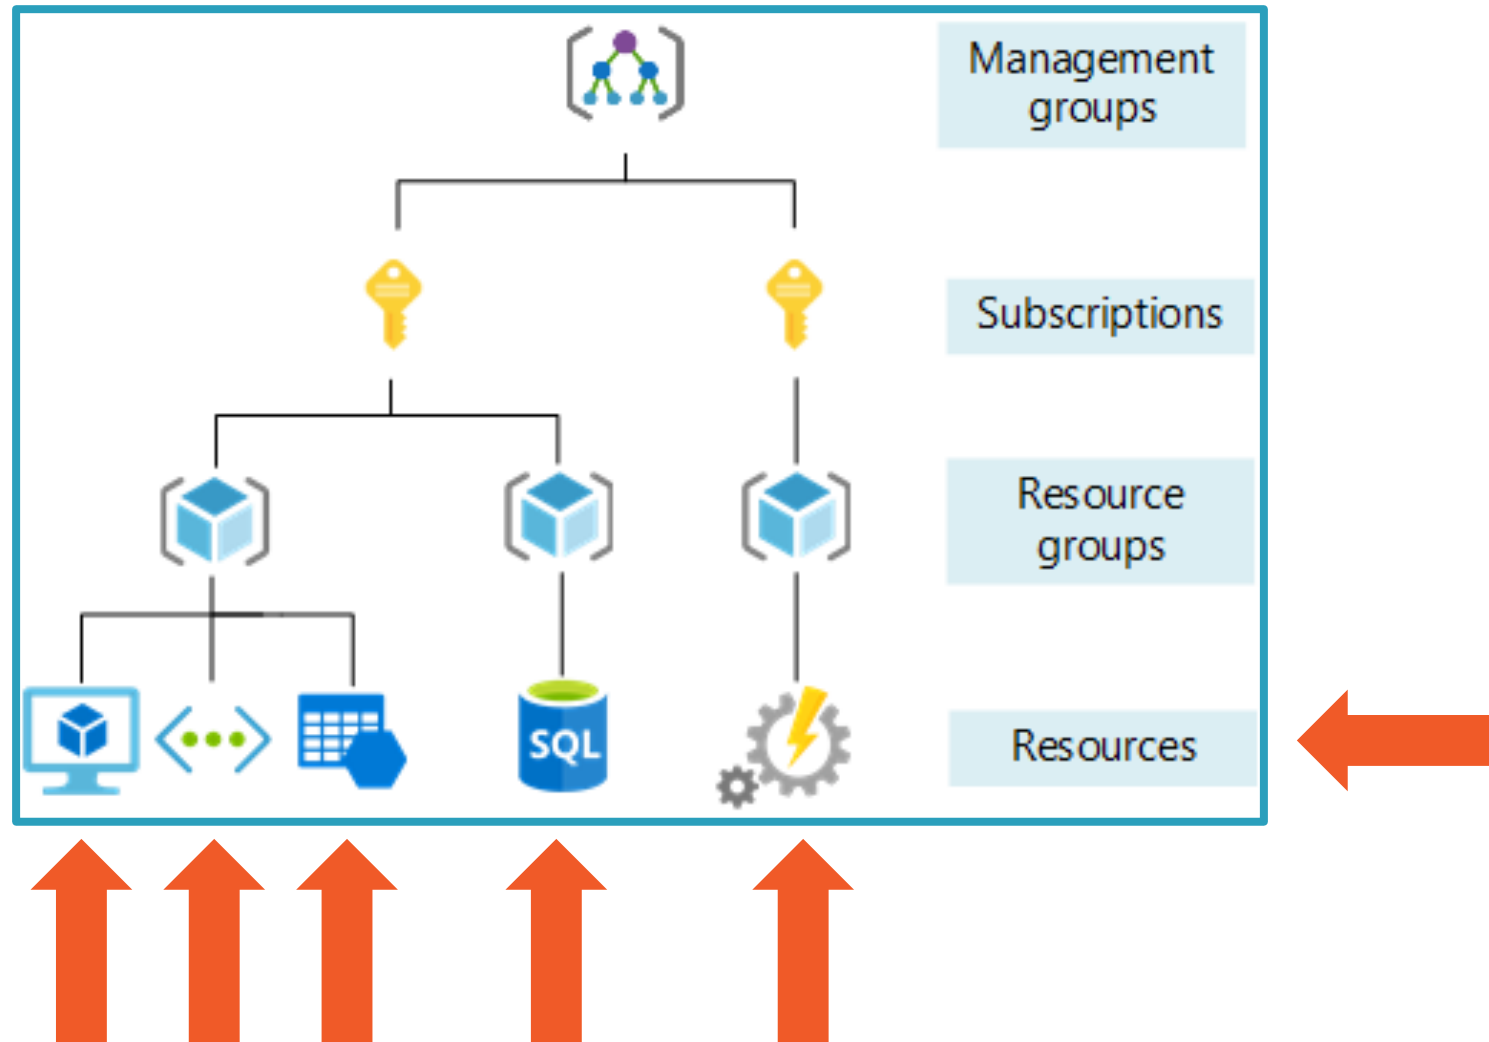 Management
groups
Subscriptions
Resource
groups
SQL
Resources